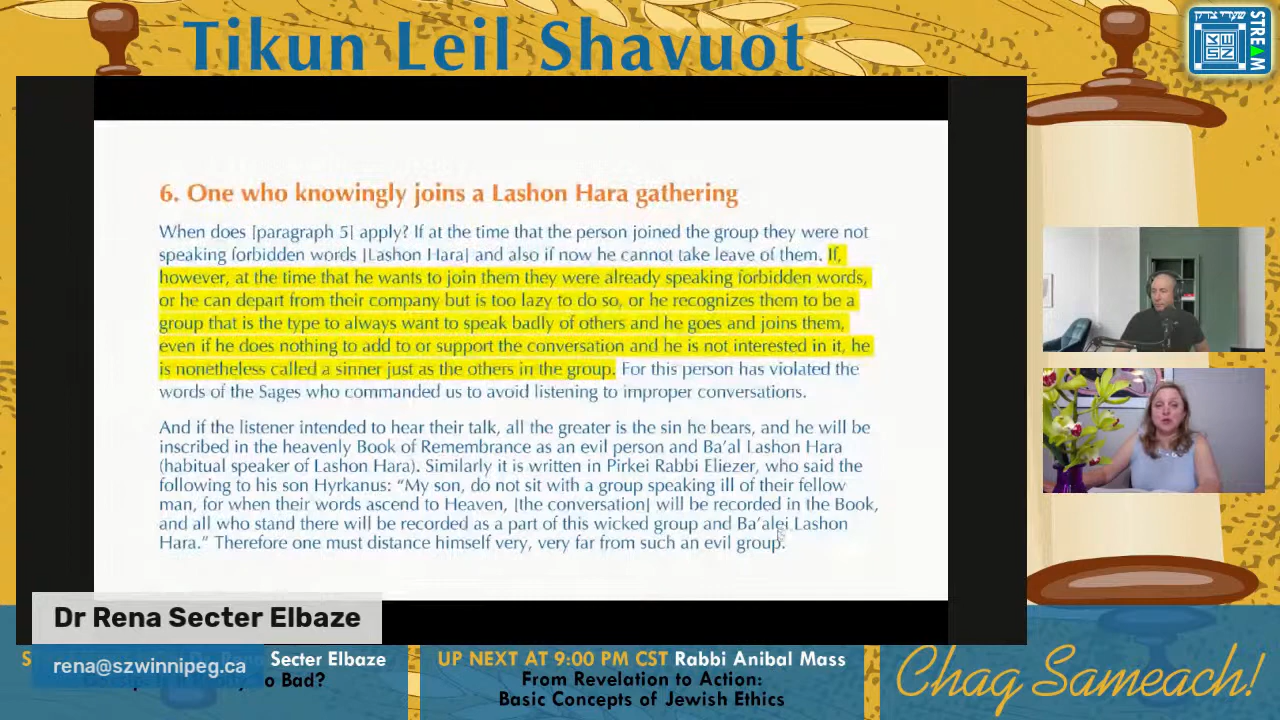 Tikun Leil Shavuot
שערי צדק
STREAM
6. One who knowingly joins a Lashon Hara gathering
When does [paragraph 5] apply? If at the time that the person joined the group they were not
speaking forbidden words [Lashon Hara] and also if now he cannot take leave of them. If,
however, at the time that he wants to join them they were already speaking forbidden words,
or he can depart from their company but is too lazy to do so, or he recognizes them to be a
group that is the type to always want to speak badly of others and he goes and joins them,
even if he does nothing to add to or support the conversation and he is not interested in it, he
is nonetheless called a sinner just as the others in the group. For this person has violated the
words of the Sages who commanded us to avoid listening to improper conversations.
And if the listener intended to hear their talk, all the greater is the sin he bears, and he will be
inscribed in the heavenly Book of Remembrance as an evil person and Ba'al Lashon Hara
(habitual speaker of Lashon Hara). Similarly it is written in Pirkei Rabbi Eliezer, who said the
following to his son Hyrkanus: "My son, do not sit with a group speaking ill of their fellow
man, for when their words ascend to Heaven, [the conversation] will be recorded in the Book,
and all who stand there will be recorded as a part of this wicked group and Ba'alei Lashon
Hara." Therefore one must distance himself very, very far from such an evil group.
Dr Rena Secter Elbaze
rena@szwinnipeg.ca
Secter Elbaze
o Bad?
UP NEXT AT 9:00 PM CST Rabbi Anibal Mass
From Revelation to Action:
Basic Concepts of Jewish Ethics
Chag Sameach!